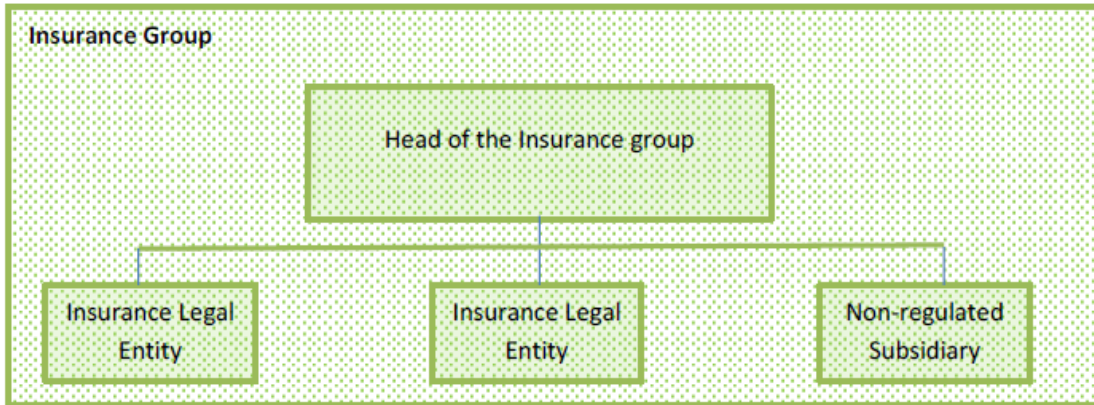 Insurance Group
Head of the Insurance group
Insurance Legal
Entity
Insurance Legal
Entity
Non-regulated
Subsidiary